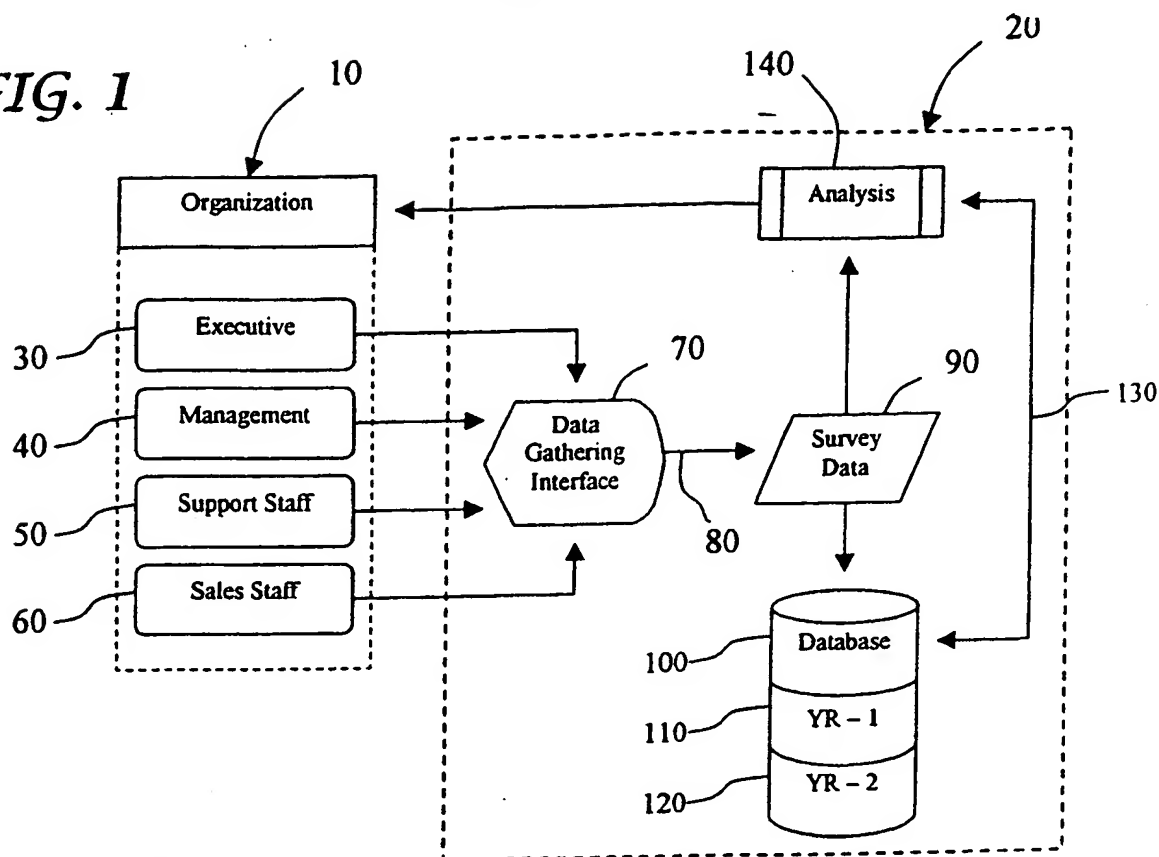 FIG. 1
10
20
140
Organization
Analysis
Executive
30
70
90
130
Management
40
Data
Gathering
Interface
Survey
Data
Support Staff
50
80
Sales Staff
60
Database
100
YR – 1
110
YR – 2
120